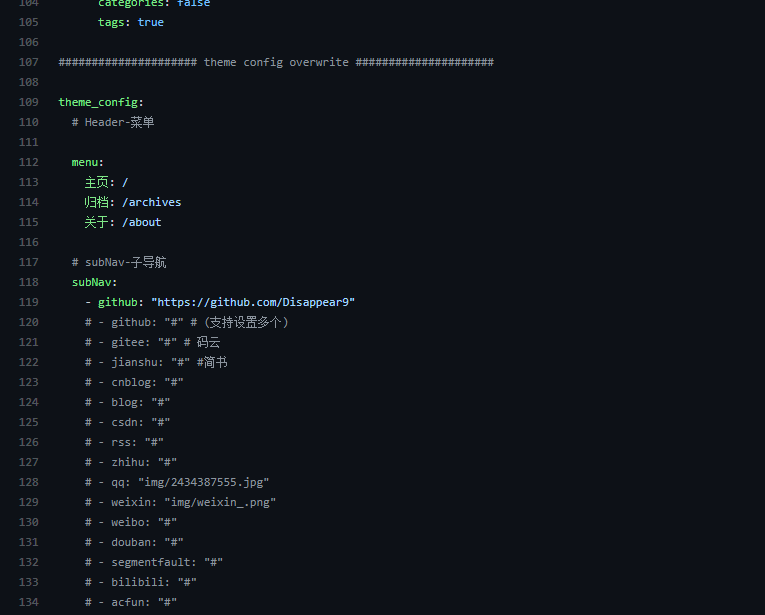 104 categories: false
105 tags: true
106
107 ##################### theme config overwrite #####################
108
109 theme_config:
110 # Header-菜单
111
112 menu:
113 主页: /
114 归档: /archives
115 关于: /about
116
117 # subNav-子导航
118 subNav:
119 - github: "https://github.com/Disappear9"
120 # - github: "#" # (支持设置多个)
121 # - gitee: "#" # 码云
122 # - jianshu: "#" #简书
123 # - cnblog: "#"
124 # - blog: "#"
125 # - csdn: "#"
126 # - rss: "#"
127 # - zhihu: "#"
128 # - qq: "img/2434387555.jpg"
129 # - weixin: "img/weixin_.png"
130 # - weibo: "#"
131 # - douban: "#"
132 # - segmentfault: "#"
133 # - bilibili: "#"
134 # - acfun: "#"